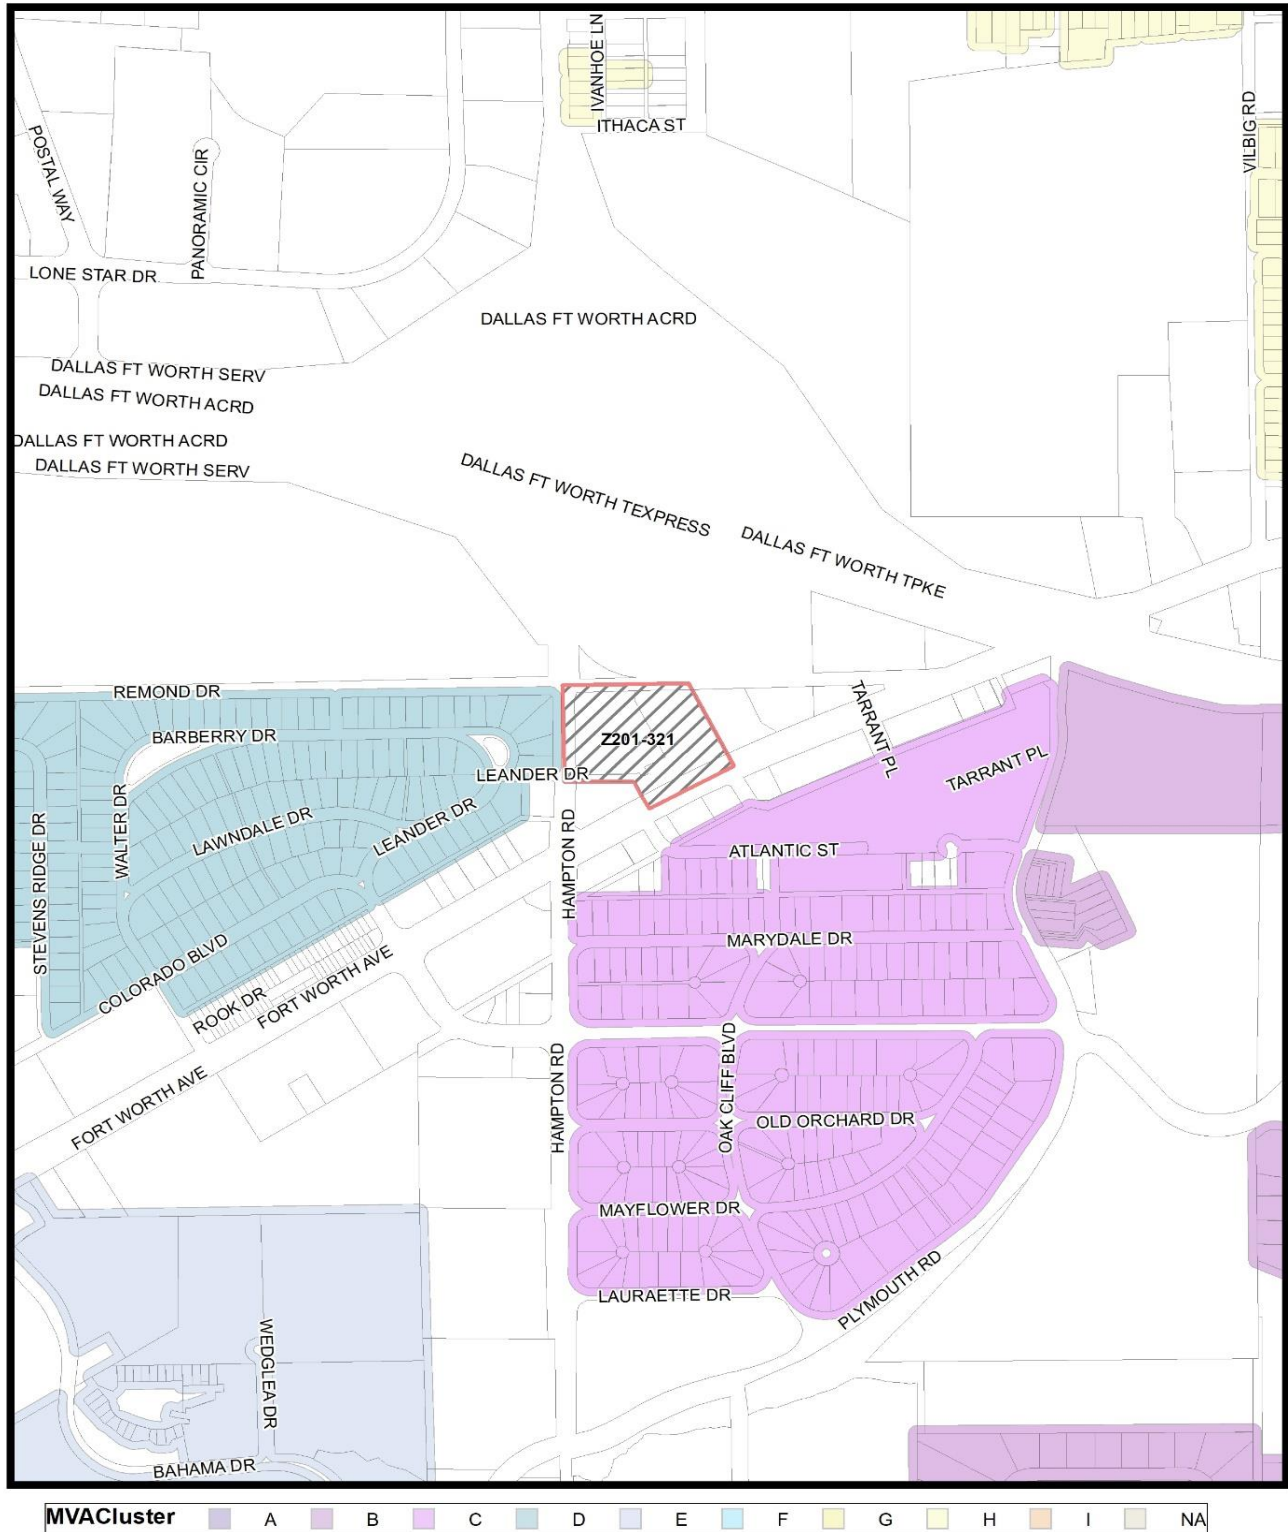 IVANHOE LN
ITHACA ST
VILBIG RD
POSTAL WAY
PANORAMIC CIR
LONE STAR DR
DALLAS FT WORTH ACRD
DALLAS FT WORTH SERV
DALLAS FT WORTH ACRD
DALLAS FT WORTH ACRD
DALLAS FT WORTH SERV
DALLAS FT WORTH TEXPRESS
DALLAS FT WORTH TPKE
REMOND DR
BARBERRY DR
Z201-321
TARRANT PL
TARRANT PL
LEANDER DR
WALTER DR
LAWNDALE DR
LEANDER DR
STEVENS RIDGE DR
HAMPTON RD
ATLANTIC ST
MARYDALE DR
COLORADO BLVD
ROOK DR
FORT WORTH AVE
FORT WORTH AVE
HAMPTON RD
OAK CLIFF BLVD
OLD ORCHARD DR
MAYFLOWER DR
LAURAETTE DR
PLYMOUTH RD
WEDGLEA DR
BAHAMA DR
MVACluster A B C D E F G H I NA